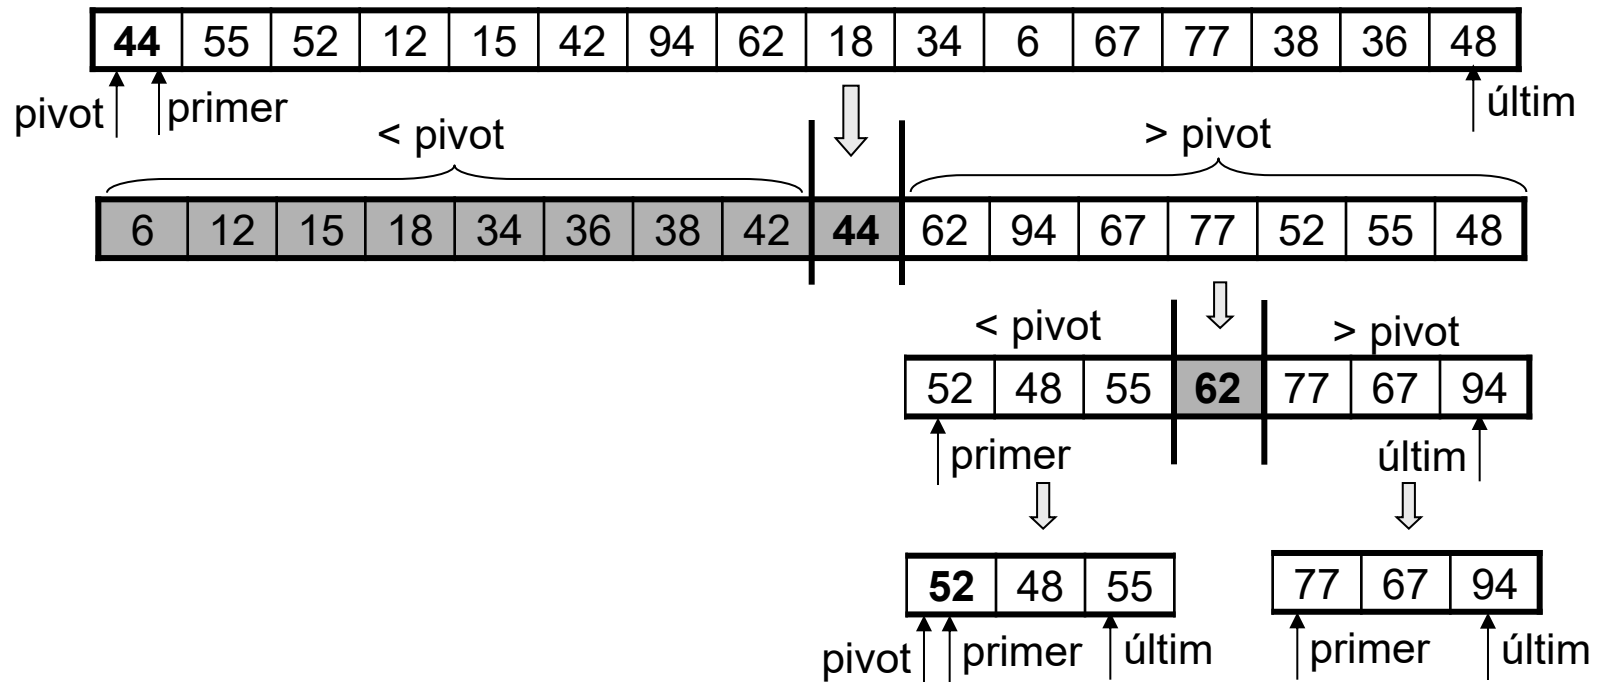 44 55 52 12 15 42 94 62 18 34 6 67 77 38 36 48
pivot primer últim
< pivot > pivot
6 12 15 18 34 36 38 42 44 62 94 67 77 52 55 48
< pivot > pivot
52 48 55 62 77 67 94
primer últim
52 48 55 77 67 94
pivot primer últim primer últim